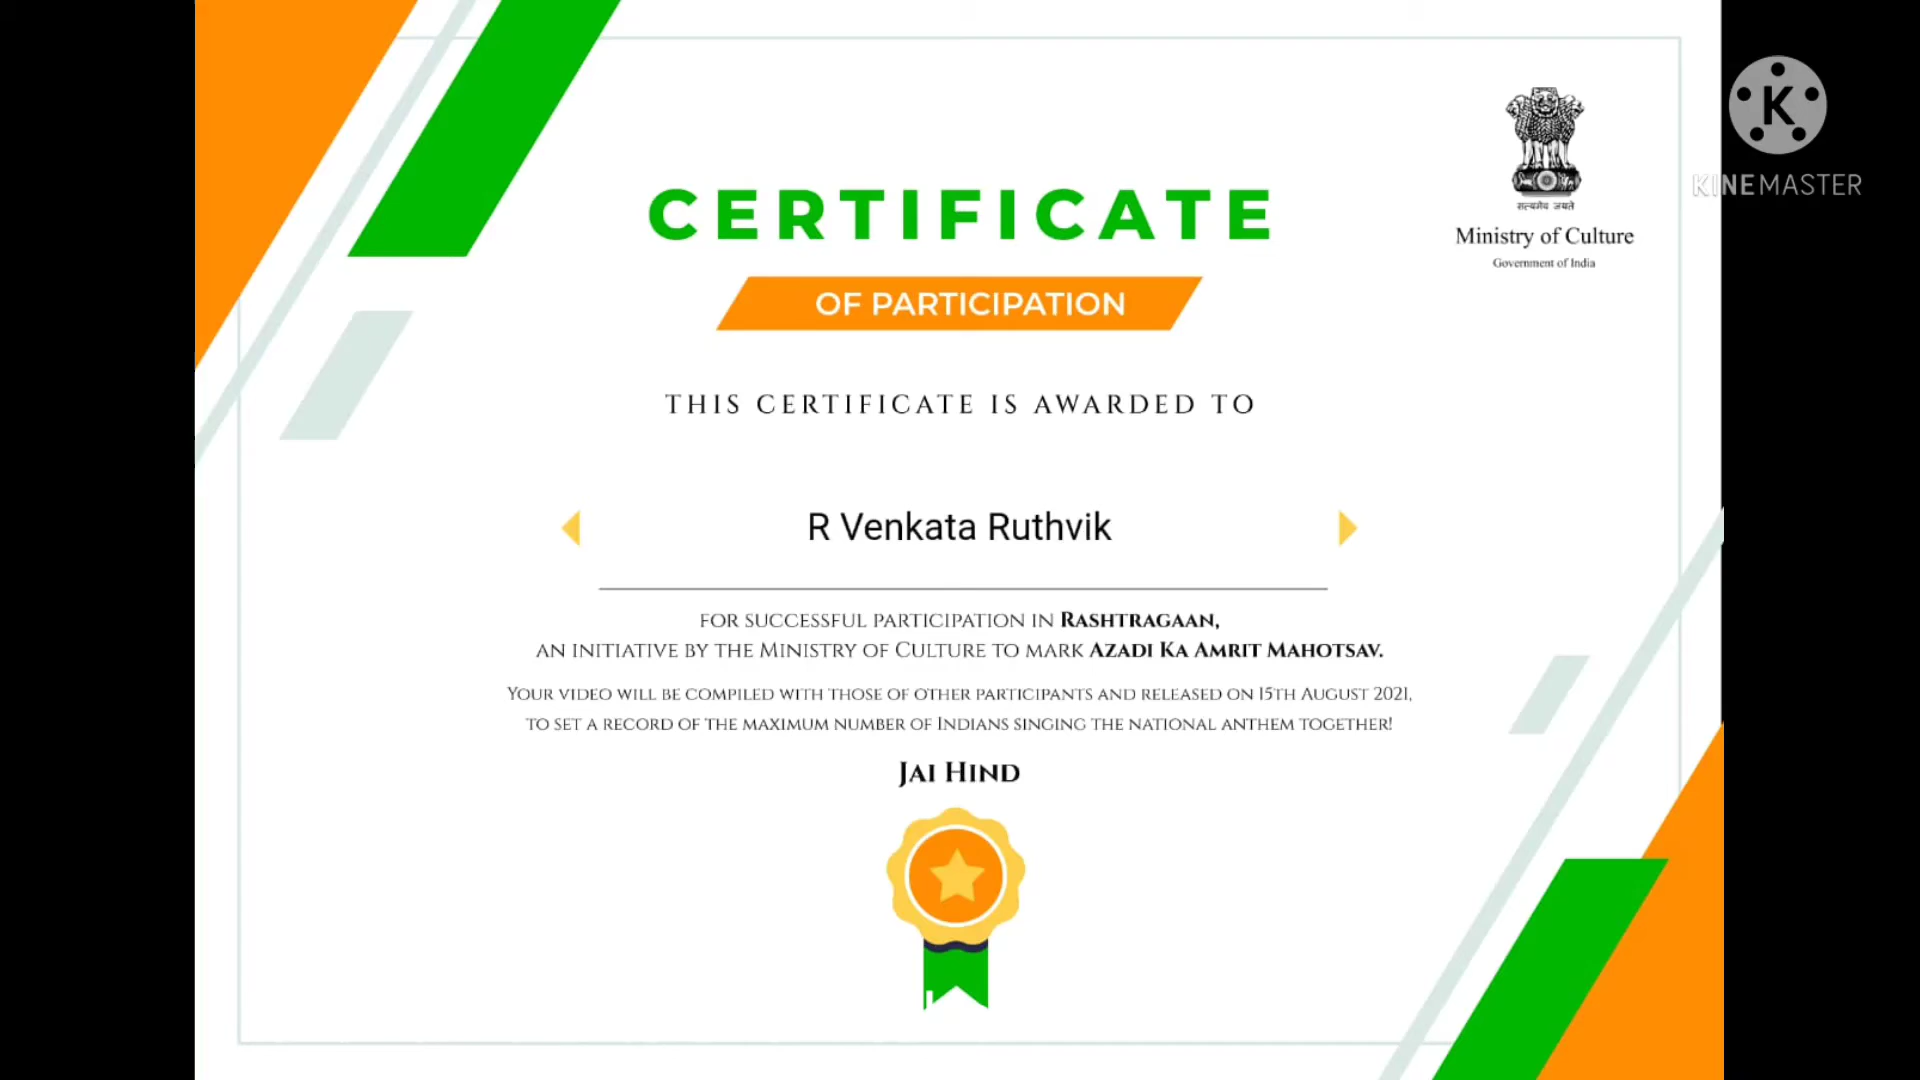 CERTIFICATE
OF PARTICIPATION
सत्यमेव जयते
Ministry of Culture
Government of India
K
KINEMASTER
THIS CERTIFICATE IS AWARDED TO
R Venkata Ruthvik
FOR SUCCESSFUL PARTICIPATION IN RASHTRAGAAN,
AN INITIATIVE BY THE MINISTRY OF CULTURE TO MARK AZADI KA AMRIT MAHOTSAV.
YOUR VIDEO WILL BE COMPILED WITH THOSE OF OTHER PARTICIPANTS AND RELEASED ON 15TH AUGUST 2021,
TO SET A RECORD OF THE MAXIMUM NUMBER OF INDIANS SINGING THE NATIONAL ANTHEM TOGETHER!
JAI HIND